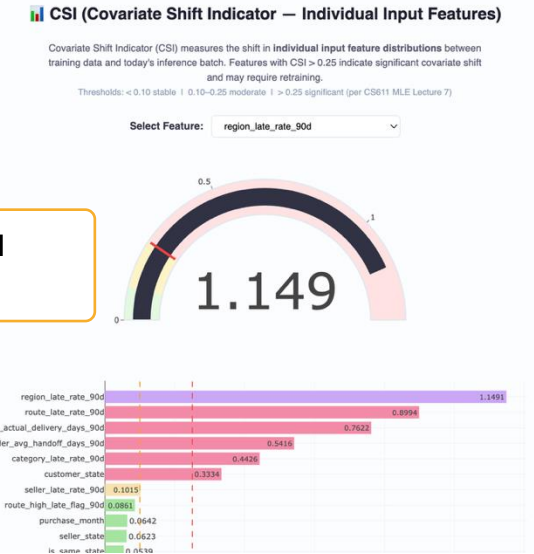 📊 CSI (Covariate Shift Indicator — Individual Input Features)
Covariate Shift Indicator (CSI) measures the shift in individual input feature distributions between
training data and today's inference batch. Features with CSI > 0.25 indicate significant covariate shift
and may require retraining.
Thresholds: < 0.10 stable | 0.10–0.25 moderate | > 0.25 significant (per CS611 MLE Lecture 7)
Select Feature: region_late_rate_90d
0.5
1
0
1.149
region_late_rate_90d 1.1491
route_late_rate_90d 0.8994
_actual_delivery_days_90d 0.7622
ler_avg_handoff_days_90d 0.5416
category_late_rate_90d 0.4426
customer_state 0.3334
seller_late_rate_90d 0.1015
route_high_late_flag_90d 0.0861
purchase_month 0.0642
seller_state 0.0623
is_same_state 0.0539